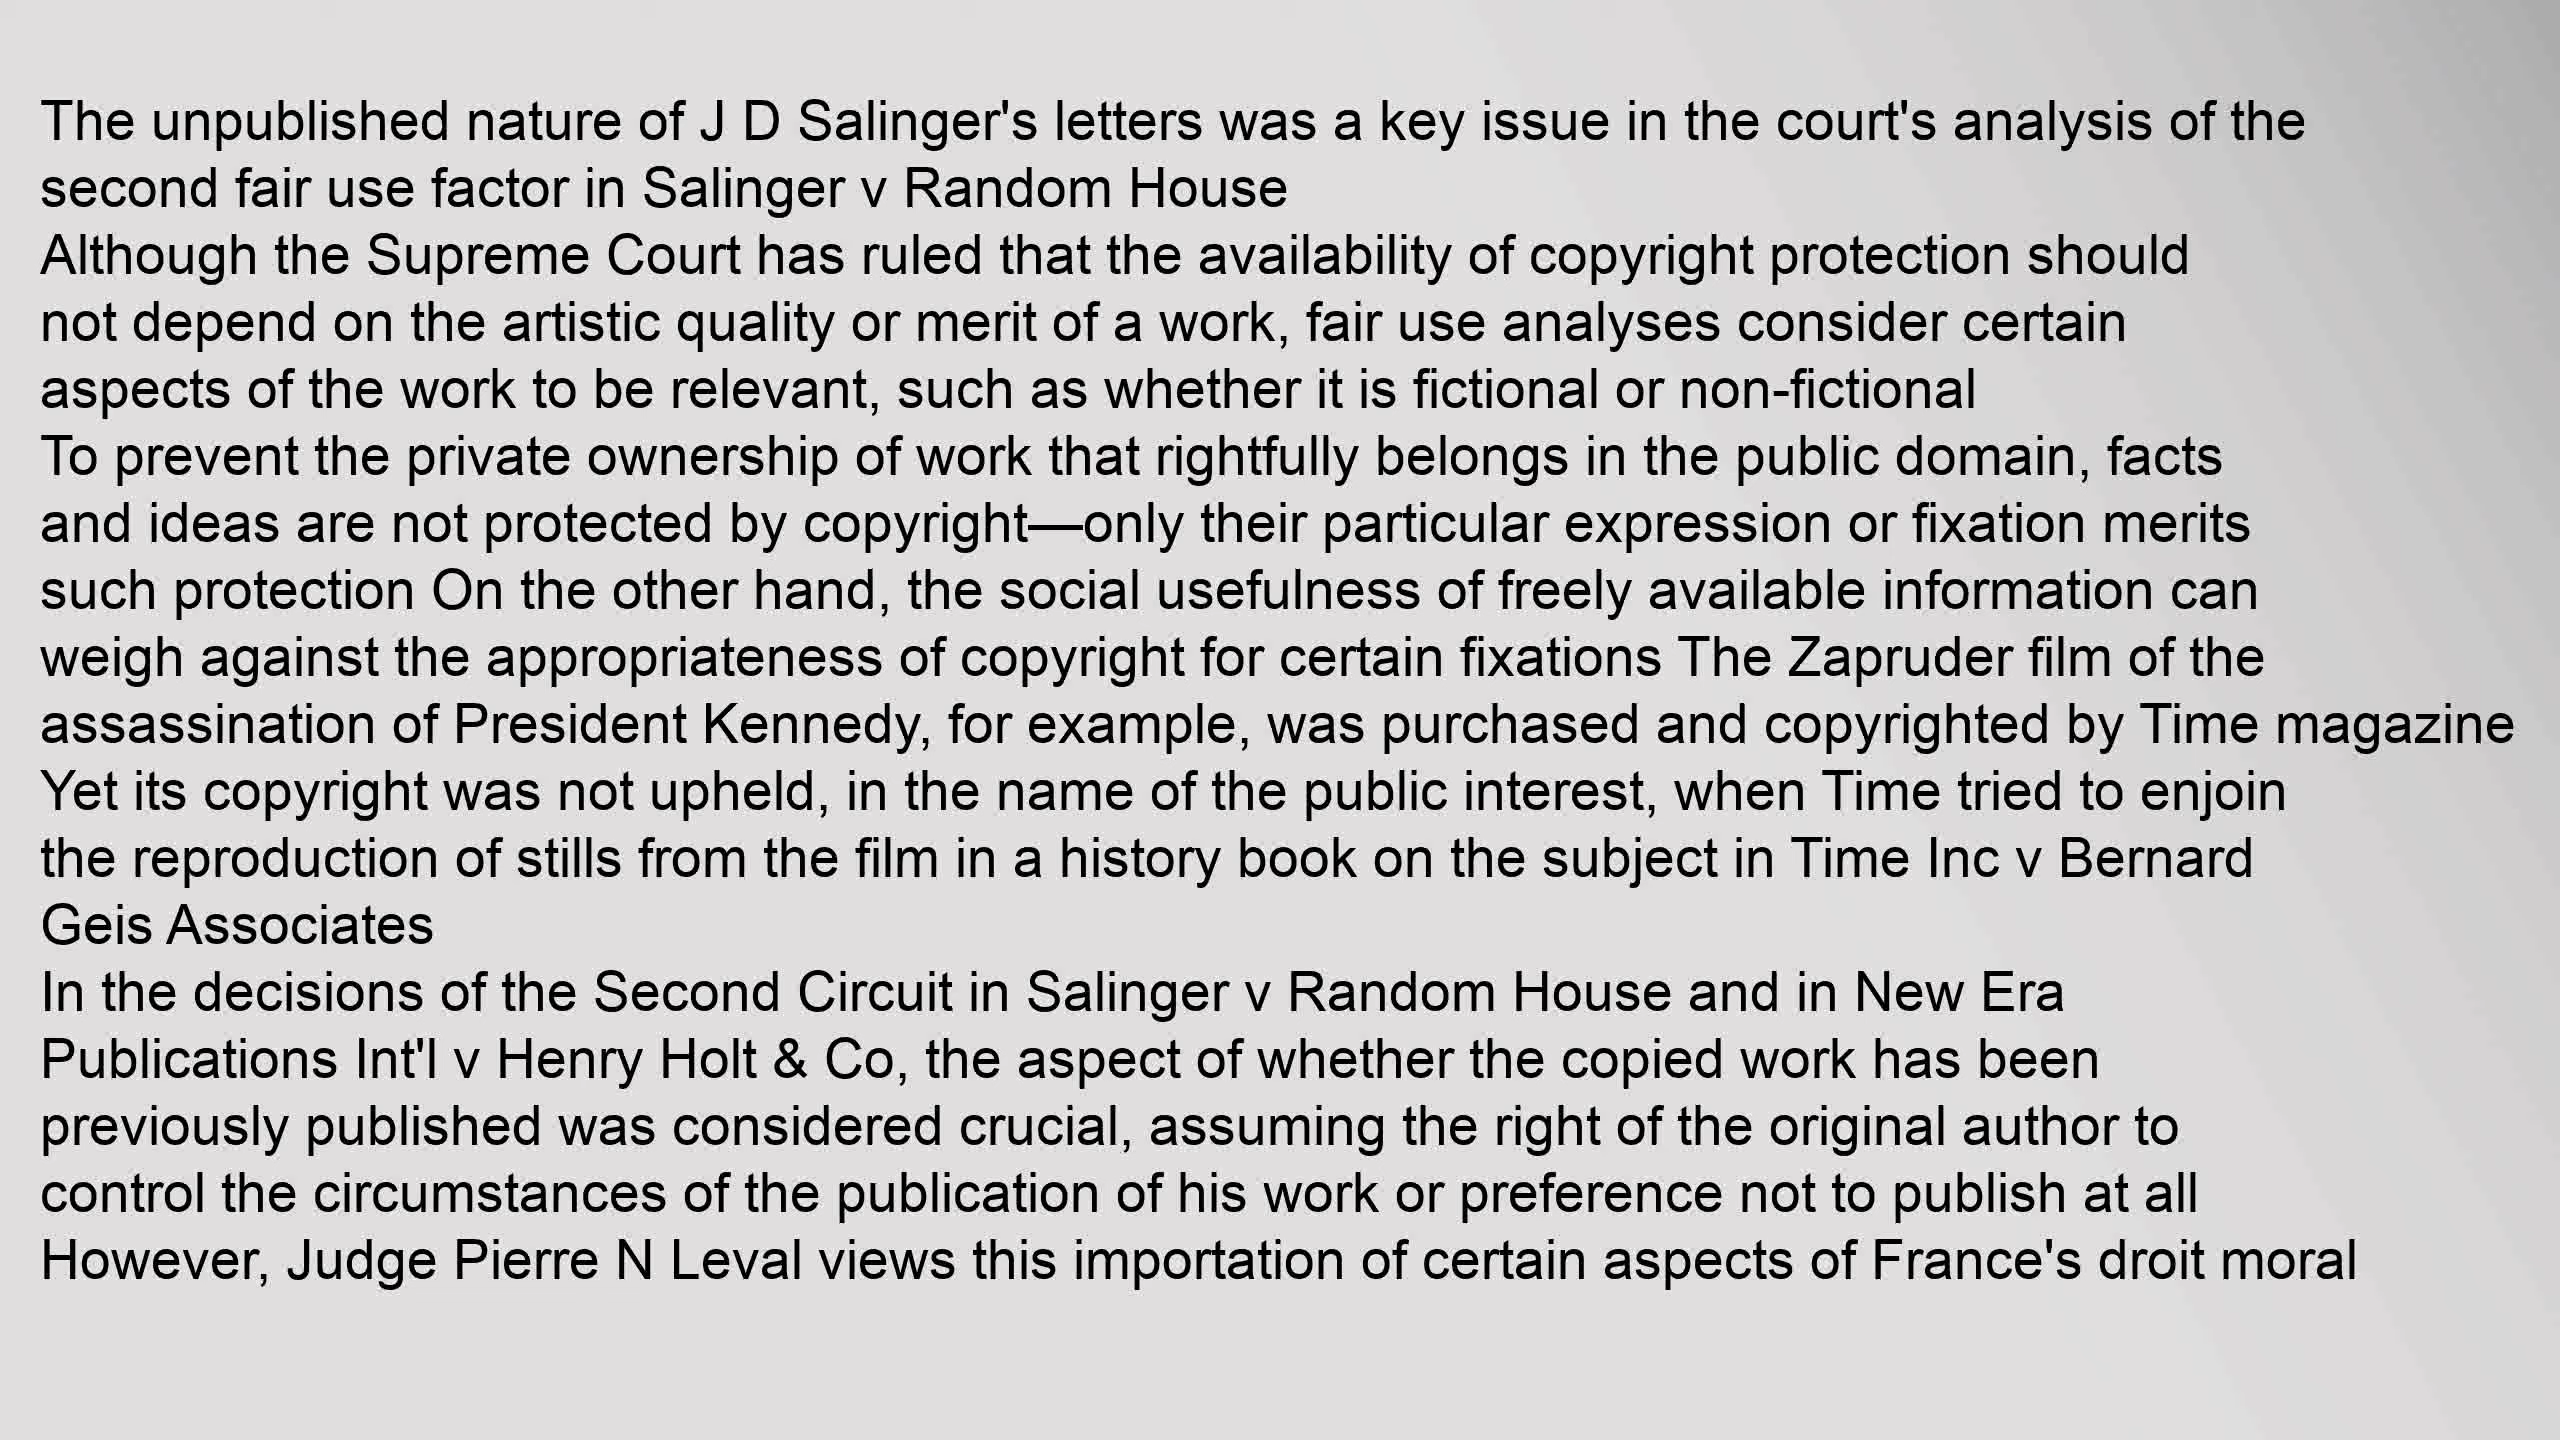 The unpublished nature of J D Salinger's letters was a key issue in the court's analysis of the
second fair use factor in Salinger v Random House
Although the Supreme Court has ruled that the availability of copyright protection should
not depend on the artistic quality or merit of a work, fair use analyses consider certain
aspects of the work to be relevant, such as whether it is fictional or non-fictional
To prevent the private ownership of work that rightfully belongs in the public domain, facts
and ideas are not protected by copyright—only their particular expression or fixation merits
such protection On the other hand, the social usefulness of freely available information can
weigh against the appropriateness of copyright for certain fixations The Zapruder film of the
assassination of President Kennedy, for example, was purchased and copyrighted by Time magazine
Yet its copyright was not upheld, in the name of the public interest, when Time tried to enjoin
the reproduction of stills from the film in a history book on the subject in Time Inc v Bernard
Geis Associates
In the decisions of the Second Circuit in Salinger v Random House and in New Era
Publications Int'l v Henry Holt & Co, the aspect of whether the copied work has been
previously published was considered crucial, assuming the right of the original author to
control the circumstances of the publication of his work or preference not to publish at all
However, Judge Pierre N Leval views this importation of certain aspects of France's droit moral